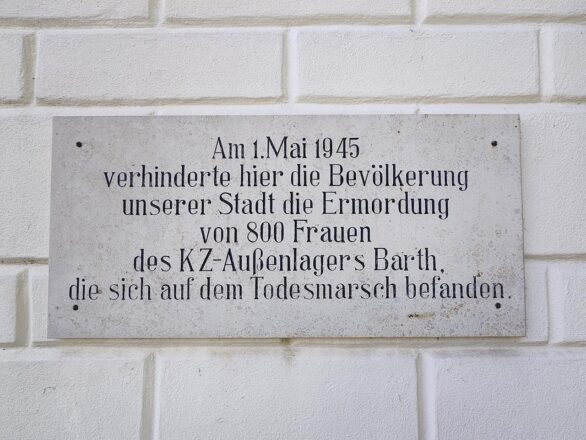 Am 1.Mai 1945
verhinderte hier die Bevölkerung
unserer Stadt die Ermordung
von 800 Frauen
des KZ-Außenlagers Barth,
die sich auf dem Todesmarsch befanden.